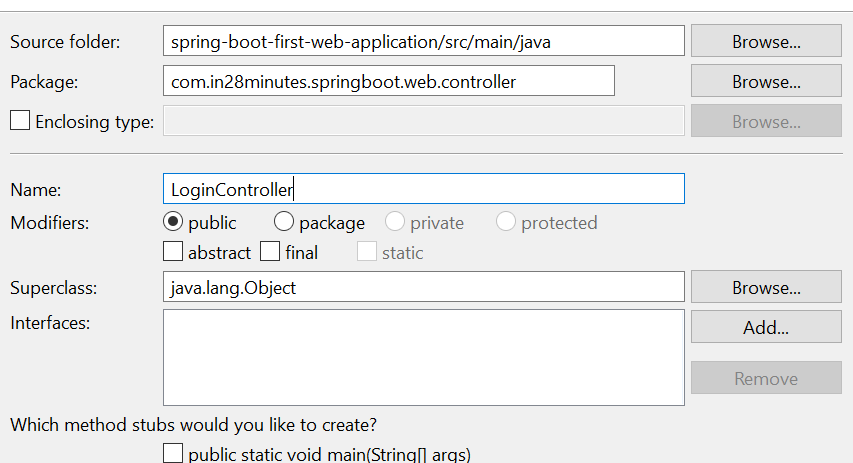 Source folder: spring-boot-first-web-application/src/main/java Browse...
Package: com.in28minutes.springboot.web.controller Browse...
Enclosing type: Browse...
Name: LoginController
Modifiers: public package private protected
abstract final static
Superclass: java.lang.Object Browse...
Interfaces: Add...
Remove
Which method stubs would you like to create?
public static void main(String[] args)